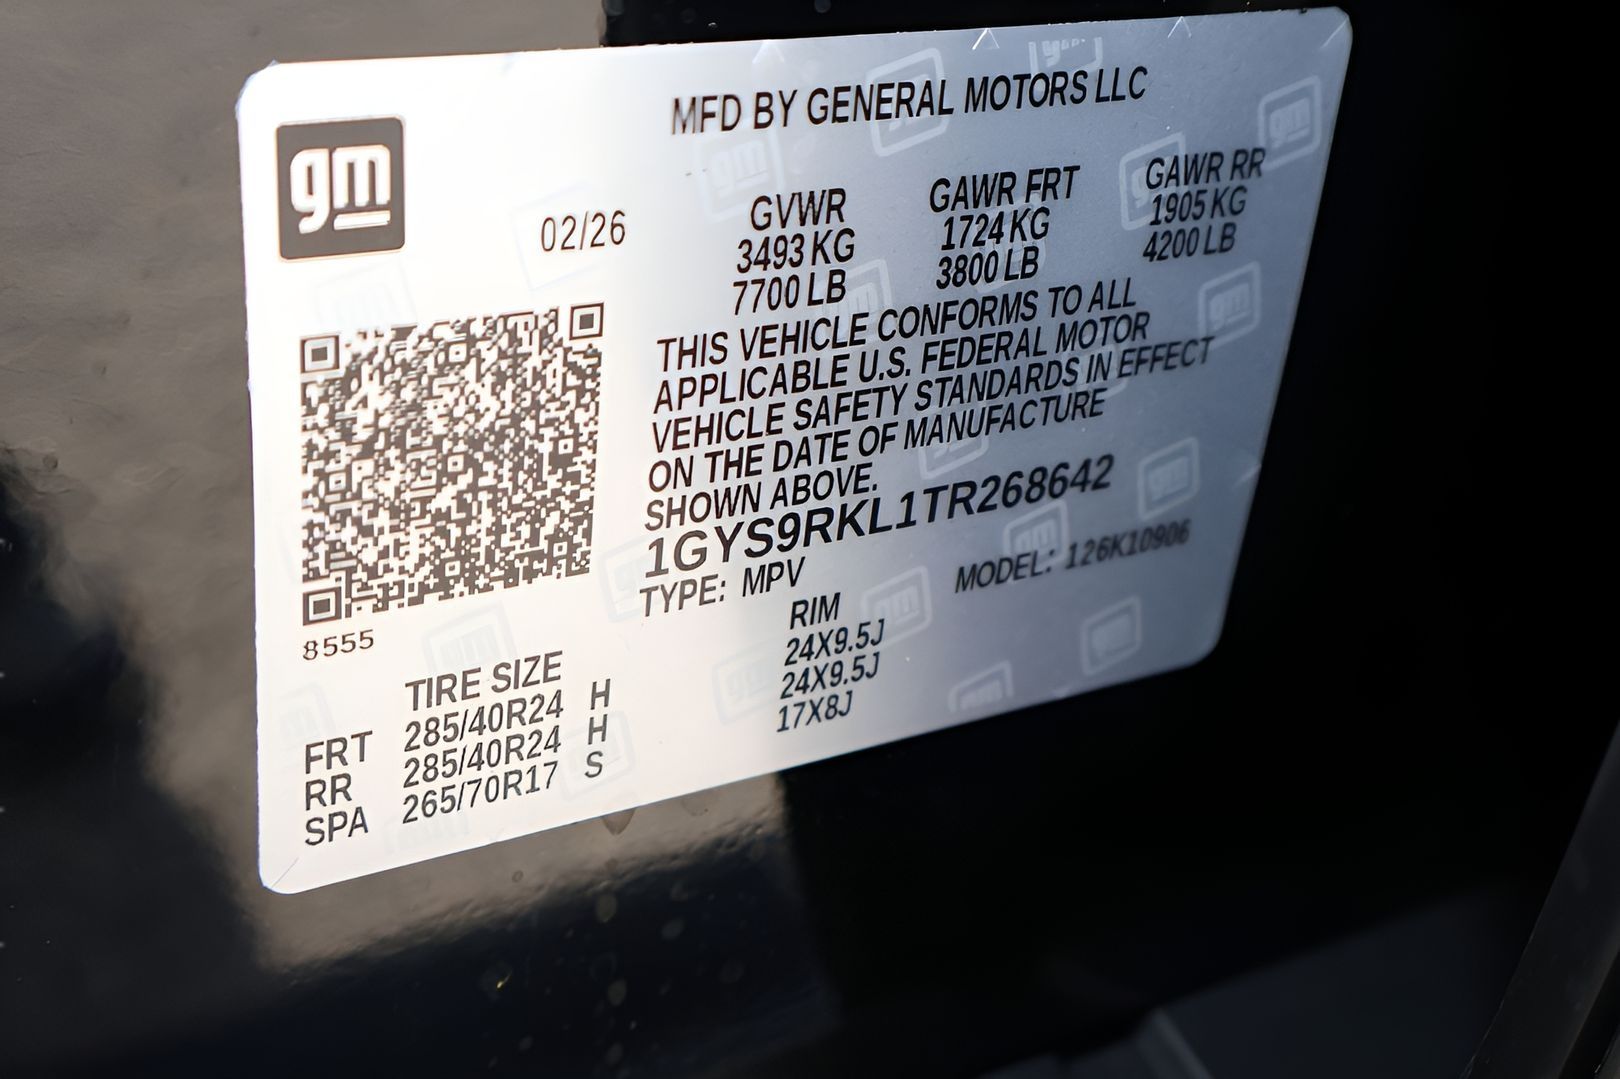 MFD BY GENERAL MOTORS LLC
gm
02/26
GVWR GAWR FRT GAWR RR
3493 KG 1724 KG 1905 KG
7700 LB 3800 LB 4200 LB
THIS VEHICLE CONFORMS TO ALL
APPLICABLE U.S. FEDERAL MOTOR
VEHICLE SAFETY STANDARDS IN EFFECT
ON THE DATE OF MANUFACTURE
SHOWN ABOVE.
1GYS9RKL1TR268642
TYPE: MPV MODEL: 126K10906
8555
TIRE SIZE RIM
FRT 285/40R24 H 24X9.5J
RR 285/40R24 H 24X9.5J
SPA 265/70R17 S 17X8J